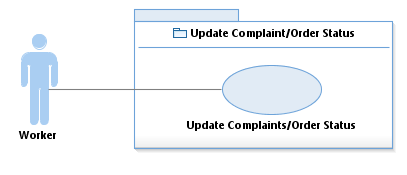 Update Complaint/Order Status
Worker
Update Complaints/Order Status